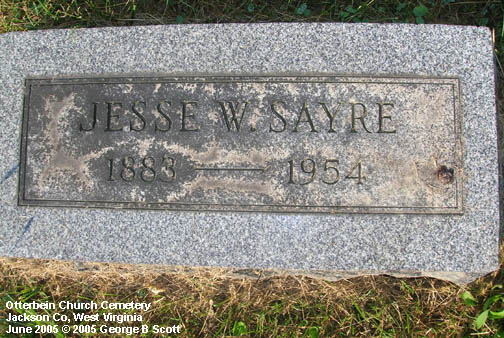 JESSE W. SAYRE
1883 — 1954
Otterbein Church Cemetery
Jackson Co, West Virginia
June 2005 © 2005 George B Scott